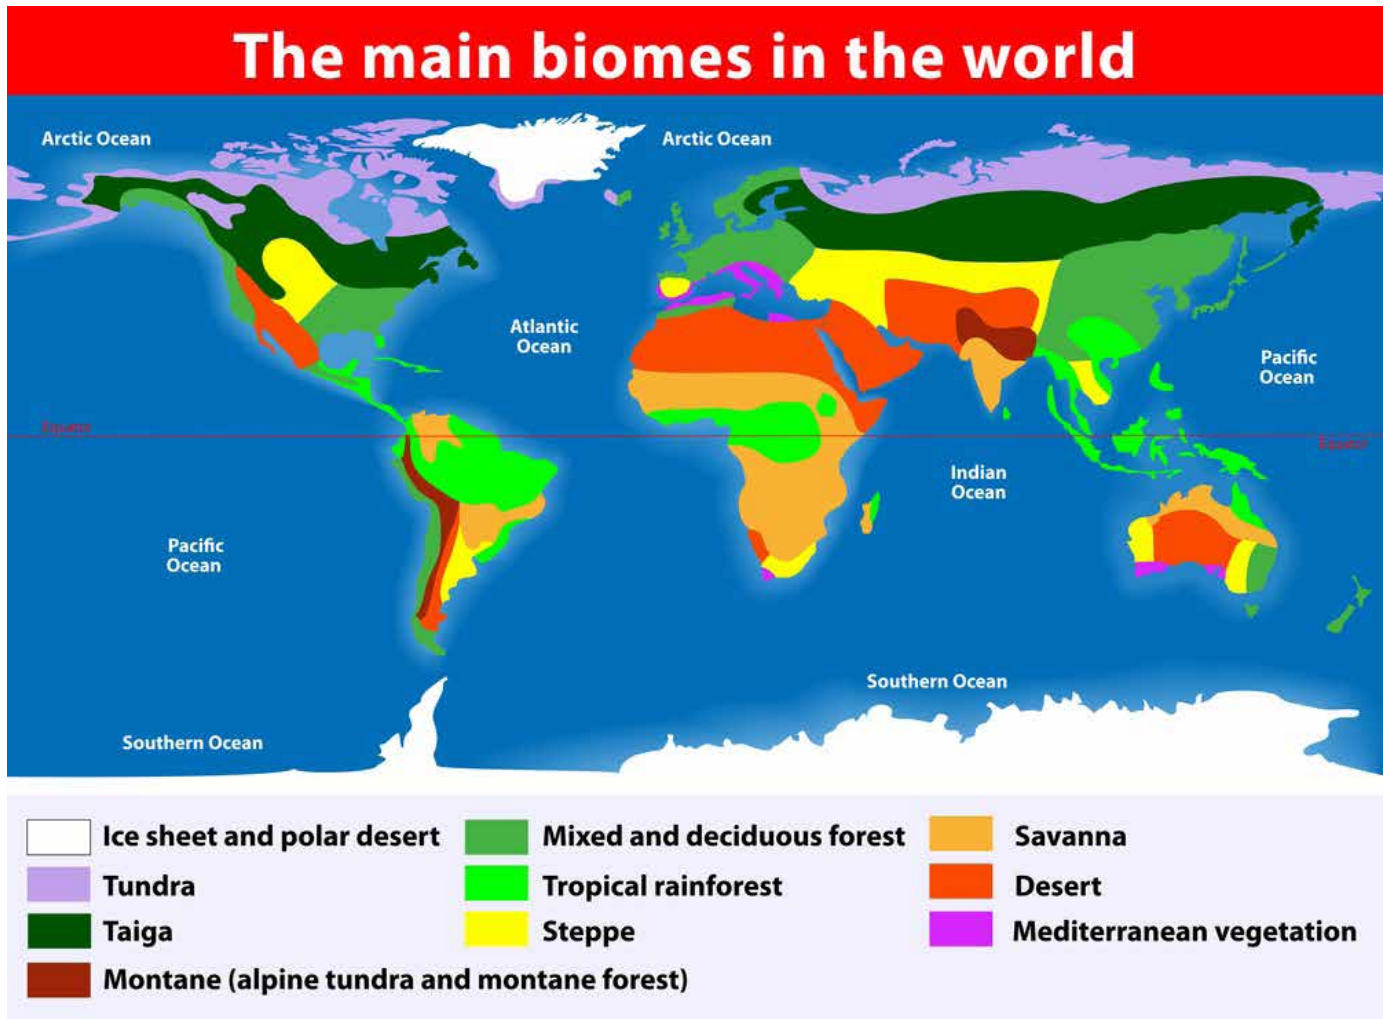 The main biomes in the world
Arctic Ocean
Arctic Ocean
Atlantic
Ocean
Pacific
Ocean
Equator
Equator
Indian
Ocean
Pacific
Ocean
Southern Ocean
Southern Ocean
Ice sheet and polar desert
Mixed and deciduous forest
Savanna
Tundra
Tropical rainforest
Desert
Taiga
Steppe
Mediterranean vegetation
Montane (alpine tundra and montane forest)